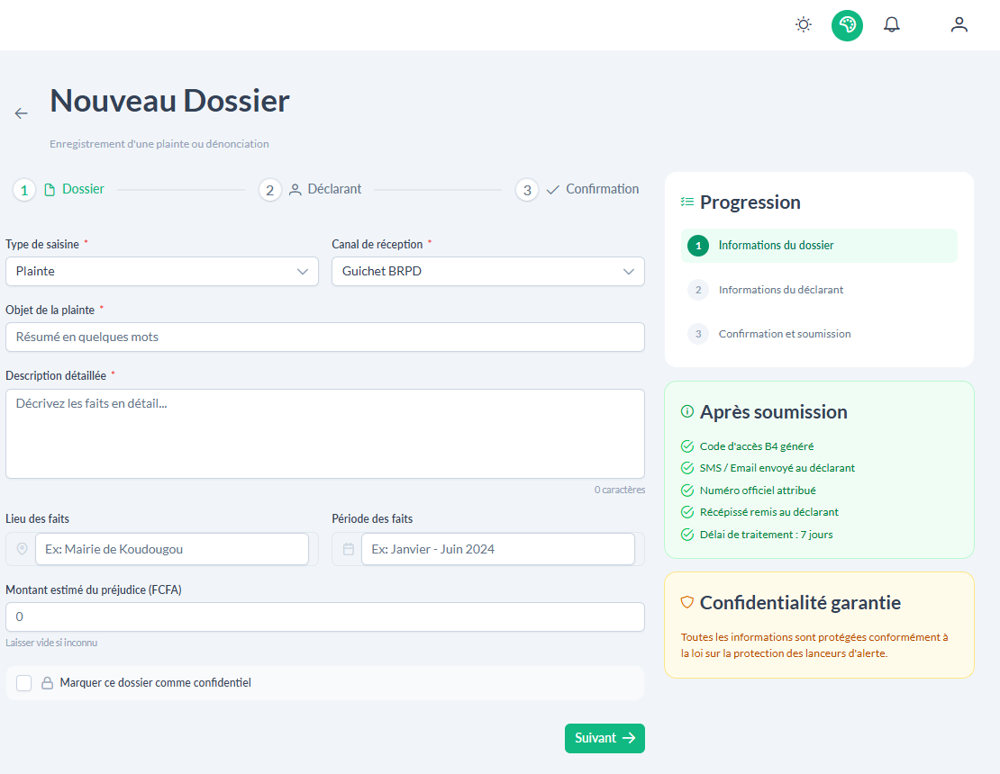 Nouveau Dossier
Enregistrement d'une plainte ou dénonciation
1 Dossier
2 Déclarant
3 Confirmation
Type de saisine *
Plainte
Canal de réception *
Guichet BRPD
Objet de la plainte *
Résumé en quelques mots
Description détaillée *
Décrivez les faits en détail...
0 caractères
Lieu des faits
Ex: Mairie de Koudougou
Période des faits
Ex: Janvier - Juin 2024
Montant estimé du préjudice (FCFA)
0
Laisser vide si inconnu
Marquer ce dossier comme confidentiel
Suivant
Progression
1 Informations du dossier
2 Informations du déclarant
3 Confirmation et soumission
Après soumission
Code d'accès B4 généré
SMS / Email envoyé au déclarant
Numéro officiel attribué
Récépissé remis au déclarant
Délai de traitement : 7 jours
Confidentialité garantie
Toutes les informations sont protégées conformément à
la loi sur la protection des lanceurs d'alerte.